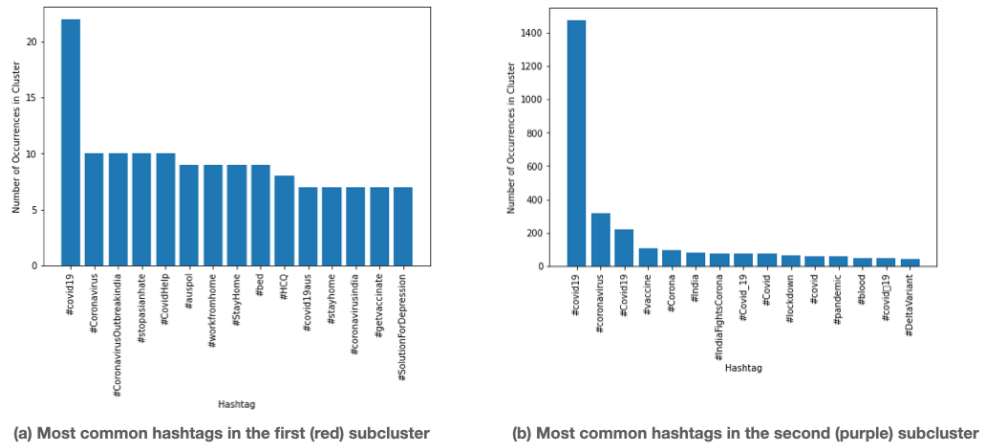 20
15
10
5
0
Number of Occurrences in Cluster
#covid19
#Coronavirus
#CoronavirusOutbreakindia
#stopasianhate
#CovidHelp
#auspol
#workfromhome
#StayHome
#bed
#HCQ
#covid19aus
#stayhome
#coronavirusindia
#getvaccinate
#SolutionForDepression
Hashtag
(a) Most common hashtags in the first (red) subcluster
1400
1200
1000
800
600
400
200
0
Number of Occurrences in Cluster
#covid19
#coronavirus
#Covid19
#vaccine
#Corona
#India
#IndiaFightsCorona
#Covid_19
#Covid
#lockdown
#covid
#pandemic
#blood
#covid▯19
#DeltaVariant
Hashtag
(b) Most common hashtags in the second (purple) subcluster